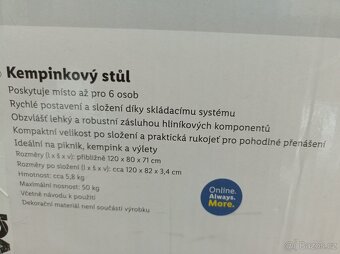 Kempinkový stůl
Poskytuje místo až pro 6 osob
Rychlé postavení a složení díky skládacímu systému
Obzvlášť lehký a robustní zásluhou hliníkových komponentů
Kompaktní velikost po složení a praktická rukojeť pro pohodlné přenášení
Ideální na piknik, kempink a výlety
Rozměry (l x š x v): přibližně 120 x 80 x 71 cm
Rozměry po složení (l x š x v): cca 120 x 82 x 3,4 cm
Hmotnost: cca 5,8 kg
Maximální nosnost: 50 kg
Včetně návodu k použití
Dekorační materiál není součástí výrobku
Online.
Always.
More.
bazos.cz